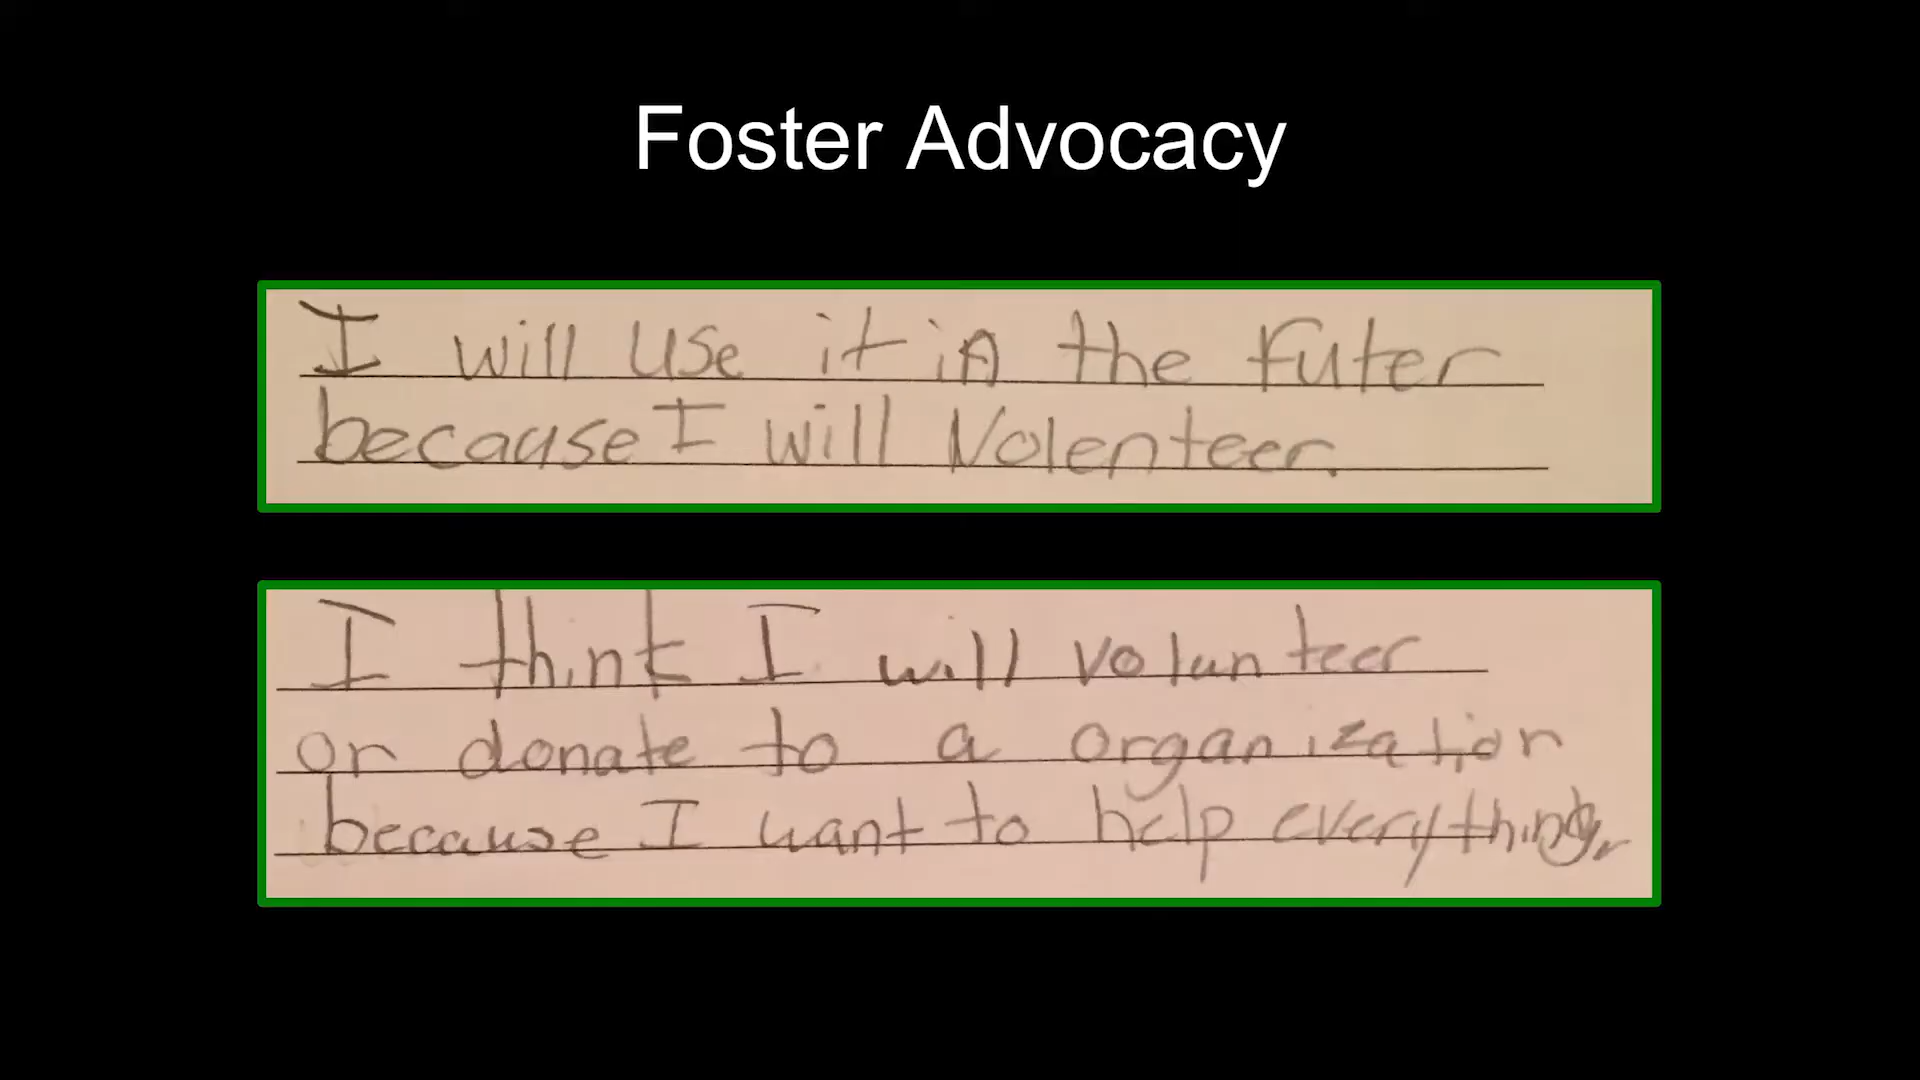 Foster Advocacy
I will use it in the Futer
because I will Volenteer.
I think I will volunteer
or donate to a organization
because I want to help everything.